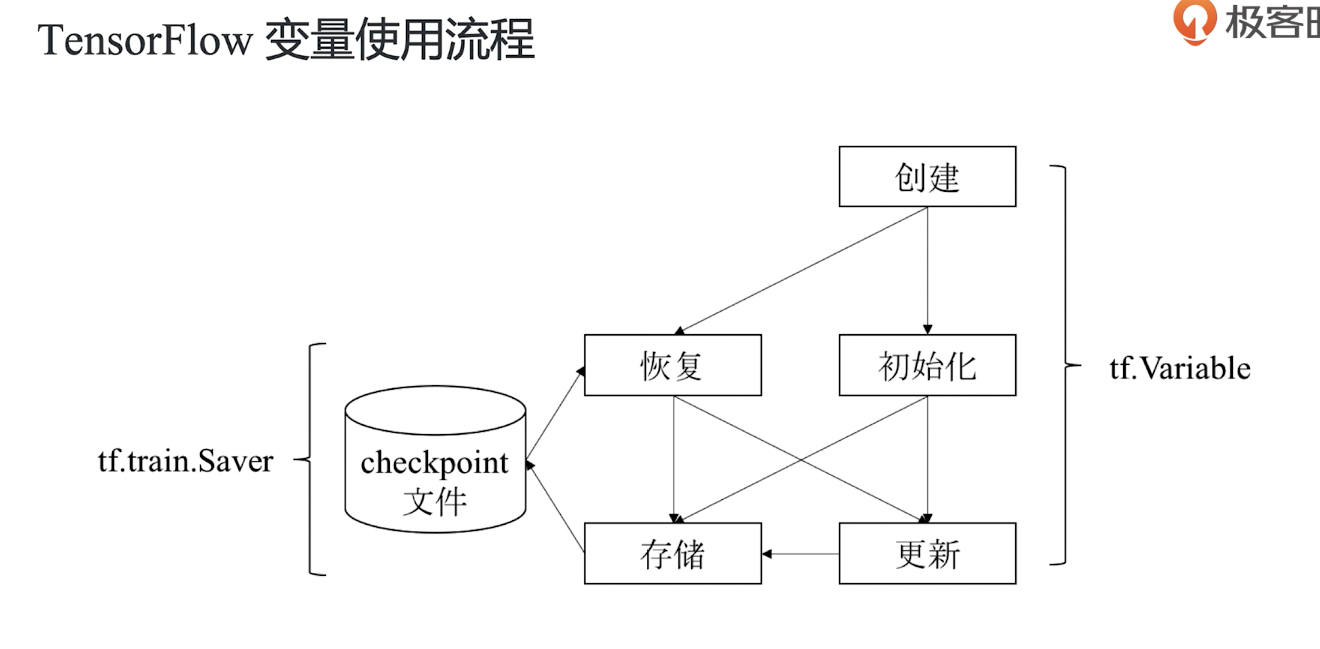 TensorFlow 变量使用流程
极客
创建
恢复
初始化
tf.Variable
tf.train.Saver
checkpoint
文件
存储
更新